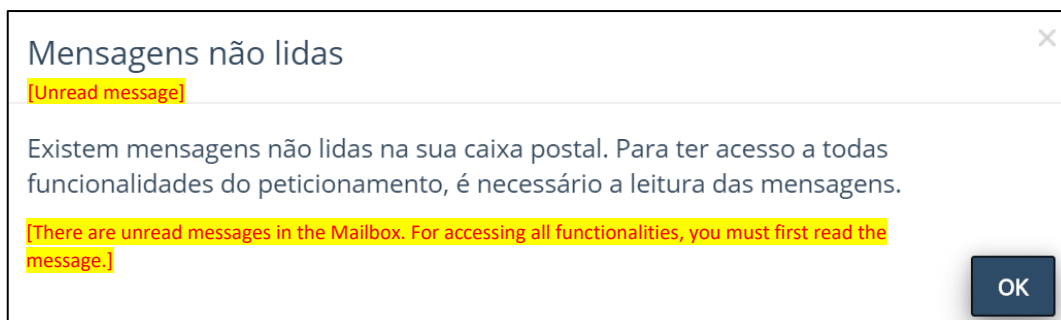 Mensagens não lidas
[Unread message]
Existem mensagens não lidas na sua caixa postal. Para ter acesso a todas
funcionalidades do peticionamento, é necessário a leitura das mensagens.
[There are unread messages in the Mailbox. For accessing all functionalities, you must first read the
message.]
OK